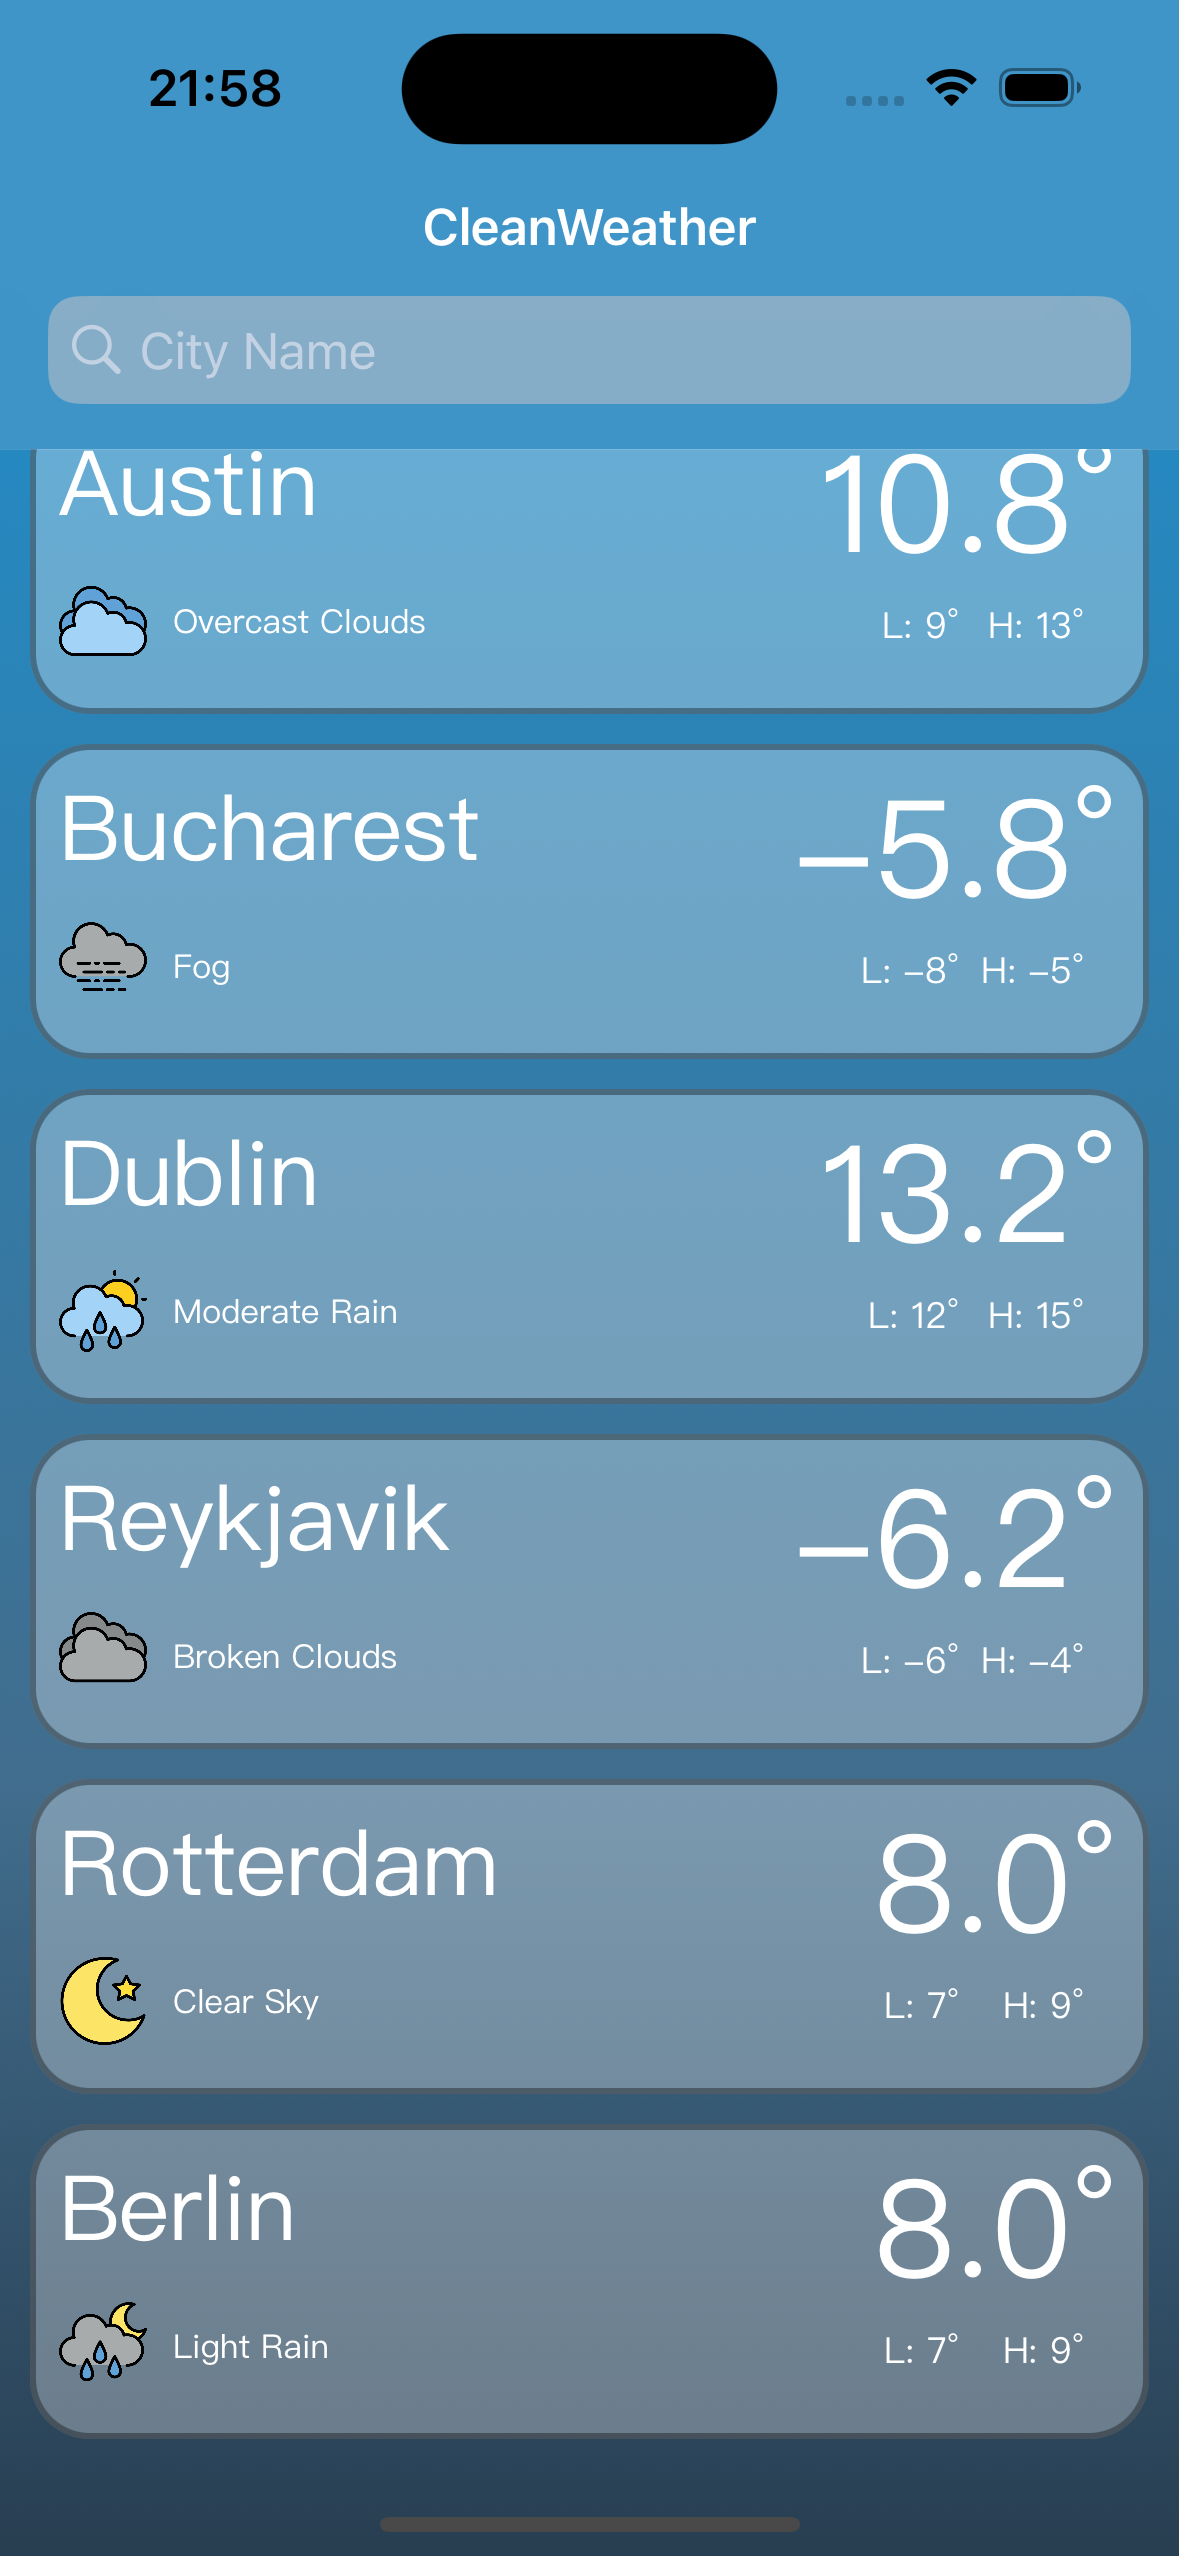 21:58
CleanWeather
City Name
Austin
10.8°
Overcast Clouds
L: 9° H: 13°
Bucharest
–5.8°
Fog
L: –8° H: –5°
Dublin
13.2°
Moderate Rain
L: 12° H: 15°
Reykjavik
–6.2°
Broken Clouds
L: –6° H: –4°
Rotterdam
8.0°
Clear Sky
L: 7° H: 9°
Berlin
8.0°
Light Rain
L: 7° H: 9°